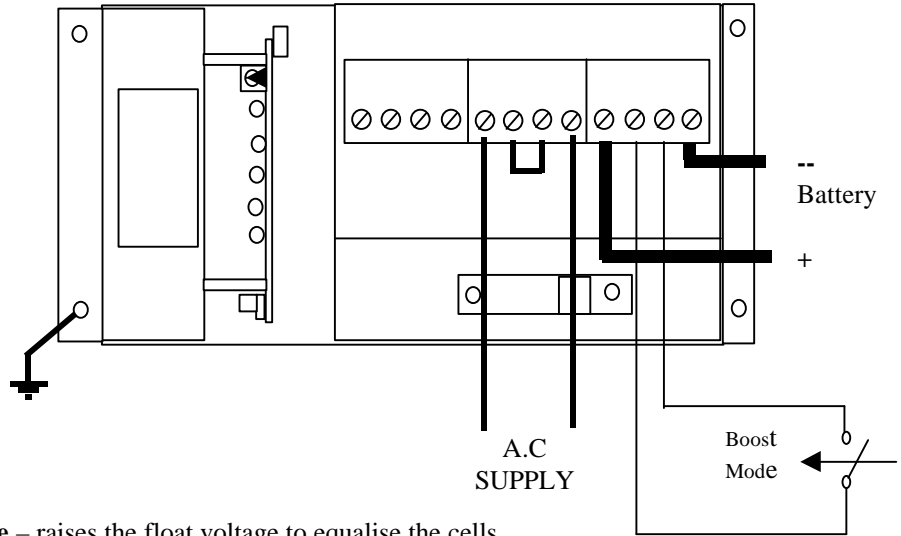 --
Battery
+
A.C
SUPPLY
Boost
Mode
e – raises the float voltage to equalise the cells